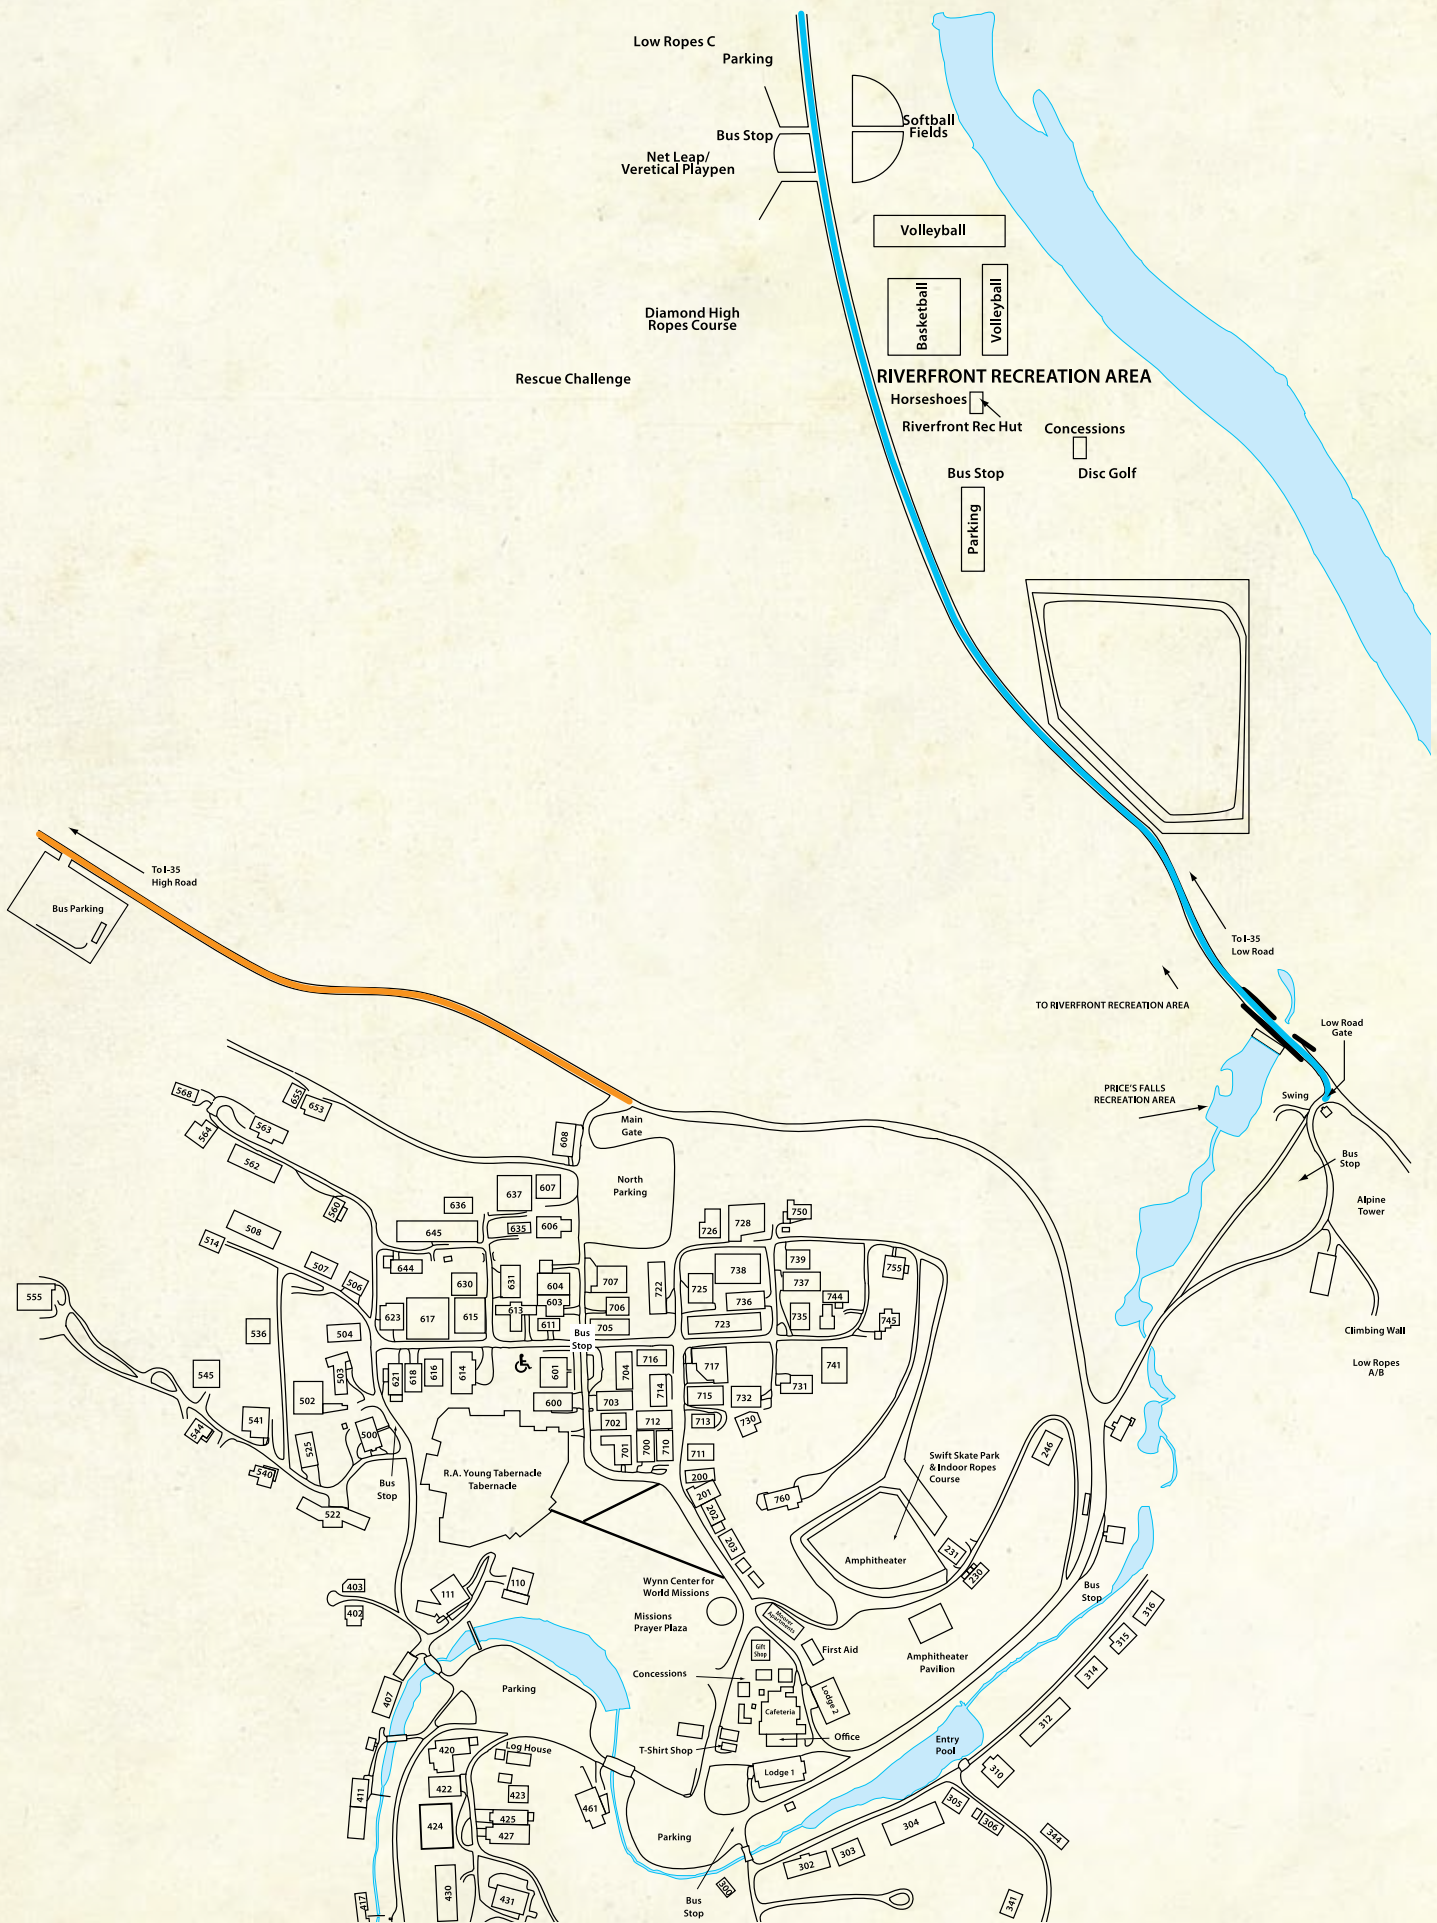 Low Ropes C
Parking
Softball
Fields
Bus Stop
Net Leap/
Veretical Playpen
Volleyball
Basketball
Volleyball
Diamond High
Ropes Course
Rescue Challenge
RIVERFRONT RECREATION AREA
Horseshoes
Riverfront Rec Hut
Concessions
Bus Stop
Disc Golf
Parking
To I-35
High Road
Bus Parking
To I-35
Low Road
TO RIVERFRONT RECREATION AREA
Low Road
Gate
PRICE'S FALLS
RECREATION AREA
Swing
Bus
Stop
Alpine
Tower
Climbing Wall
Low Ropes
A/B
Main
Gate
North
Parking
568
655
653
564
563
562
560
608
607
637
636
635
606
645
644
514
508
507
506
555
536
504
545
503
502
541
544
540
525
500
522
630
631
604
603
613
611
623
617
615
707
706
705
722
726
728
750
725
738
739
737
736
735
744
745
755
723
Bus
Stop
621
618
616
614
601
600
704
703
702
701
700
716
714
712
710
717
715
713
711
732
730
731
741
760
200
201
202
203
R.A. Young Tabernacle
Tabernacle
Bus
Stop
Swift Skate Park
& Indoor Ropes
Course
246
Amphitheater
231
230
Amphitheater
Pavilion
Bus
Stop
403
402
111
110
Wynn Center for
World Missions
Missions
Prayer Plaza
Mooney
Apartments
First Aid
Gift
Shop
Concessions
Cafeteria
Lodge 2
Office
T-Shirt Shop
Lodge 1
Entry
Pool
316
315
314
312
310
305
306
304
303
302
300
344
341
Parking
407
411
417
420
422
424
430
Log House
423
425
427
431
461
Parking
Bus
Stop